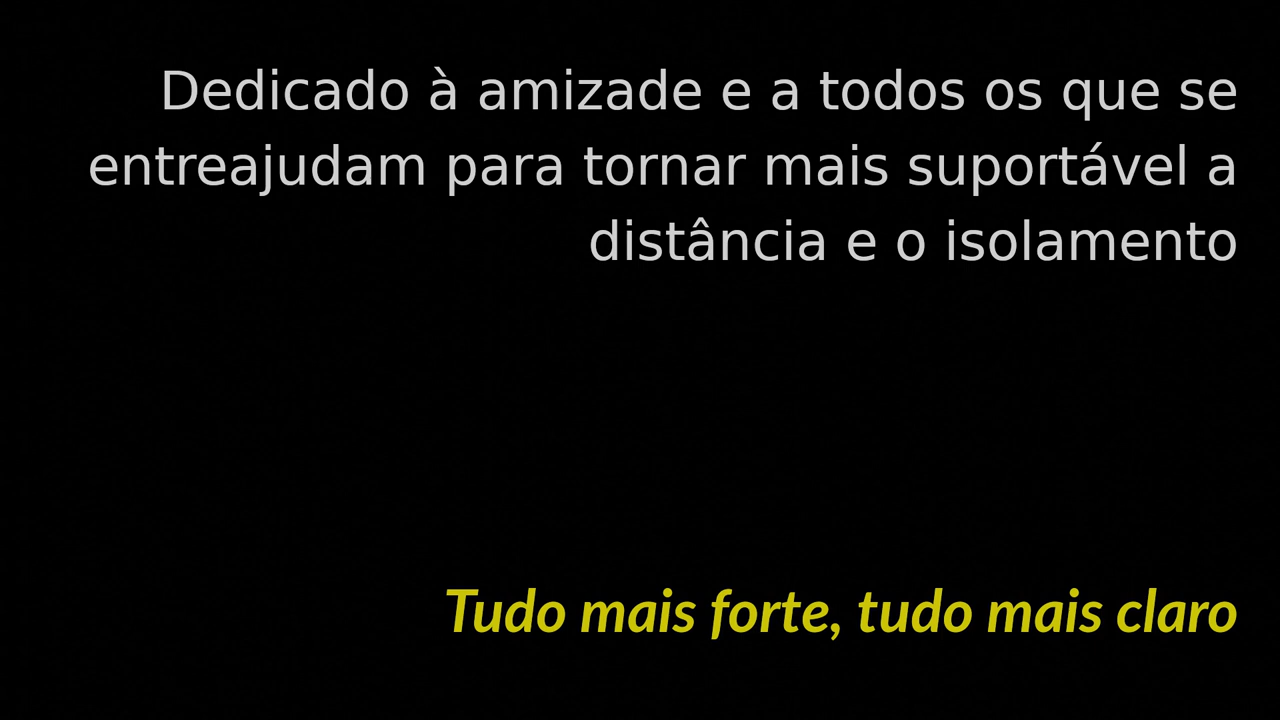 Dedicado à amizade e a todos os que se
entreajudam para tornar mais suportável a
distância e o isolamento
Tudo mais forte, tudo mais claro